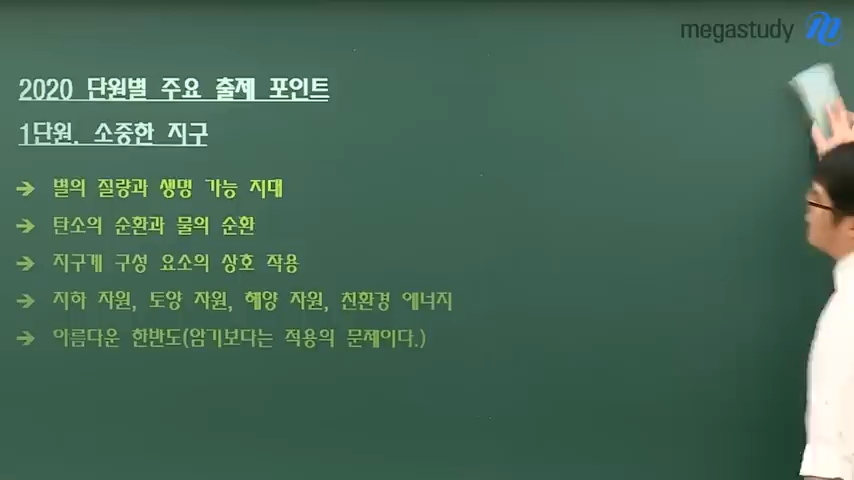 megastudy
2020 단원별 주요 출제 포인트
1단원. 소중한 지구
→ 별의 질량과 생명 가능 지대
→ 탄소의 순환과 물의 순환
→ 지구계 구성 요소의 상호 작용
→ 지하 자원, 토양 자원, 해양 자원, 친환경 에너지
→ 아름다운 한반도(암기보다는 적용의 문제이다.)